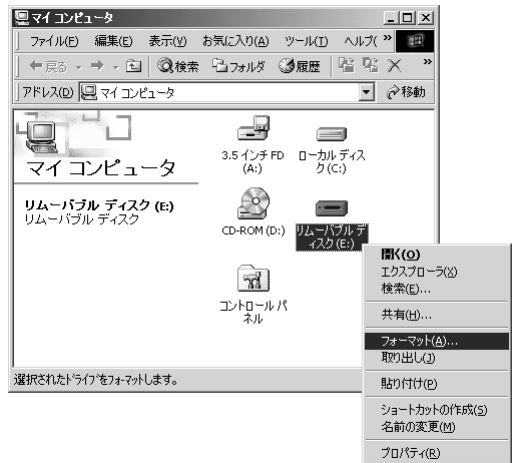 マイ コンピュータ
ファイル(F) 編集(E) 表示(V) お気に入り(A) ツール(T) ヘルプ( »
戻る 検索 フォルダ 履歴 »
アドレス(D) マイ コンピュータ 移動
マイ コンピュータ
リムーバブル ディスク (E:)
リムーバブル ディスク
3.5 インチ FD
(A:)
ローカル ディス
ク (C:)
CD-ROM (D:)
リムーバブル デ
ィスク (E:)
コントロール パ
ネル
開く(O)
エクスプローラ(X)
検索(E)...
共有(H)...
フォーマット(A)...
取り出し(J)
貼り付け(P)
ショートカットの作成(S)
名前の変更(M)
プロパティ(R)
選択されたドライブをフォーマットします。